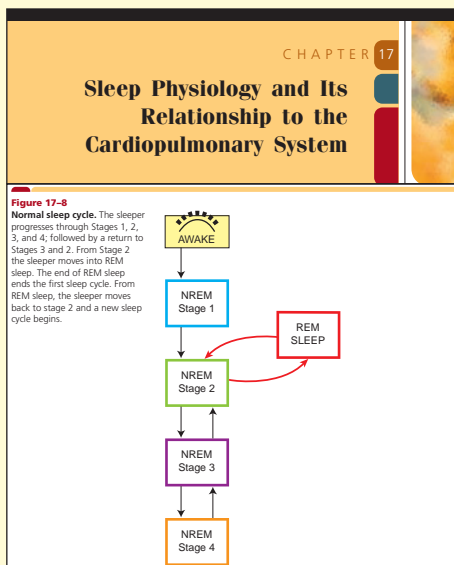 CHAPTER 17
Sleep Physiology and Its
Relationship to the
Cardiopulmonary System
Figure 17–8
Normal sleep cycle. The sleeper
progresses through Stages 1, 2,
3, and 4; followed by a return to
Stages 3 and 2. From Stage 2
the sleeper moves into REM
sleep. The end of REM sleep
ends the first sleep cycle. From
REM sleep, the sleeper moves
back to stage 2 and a new sleep
cycle begins.
AWAKE
NREM
Stage 1
REM
SLEEP
NREM
Stage 2
NREM
Stage 3
NREM
Stage 4